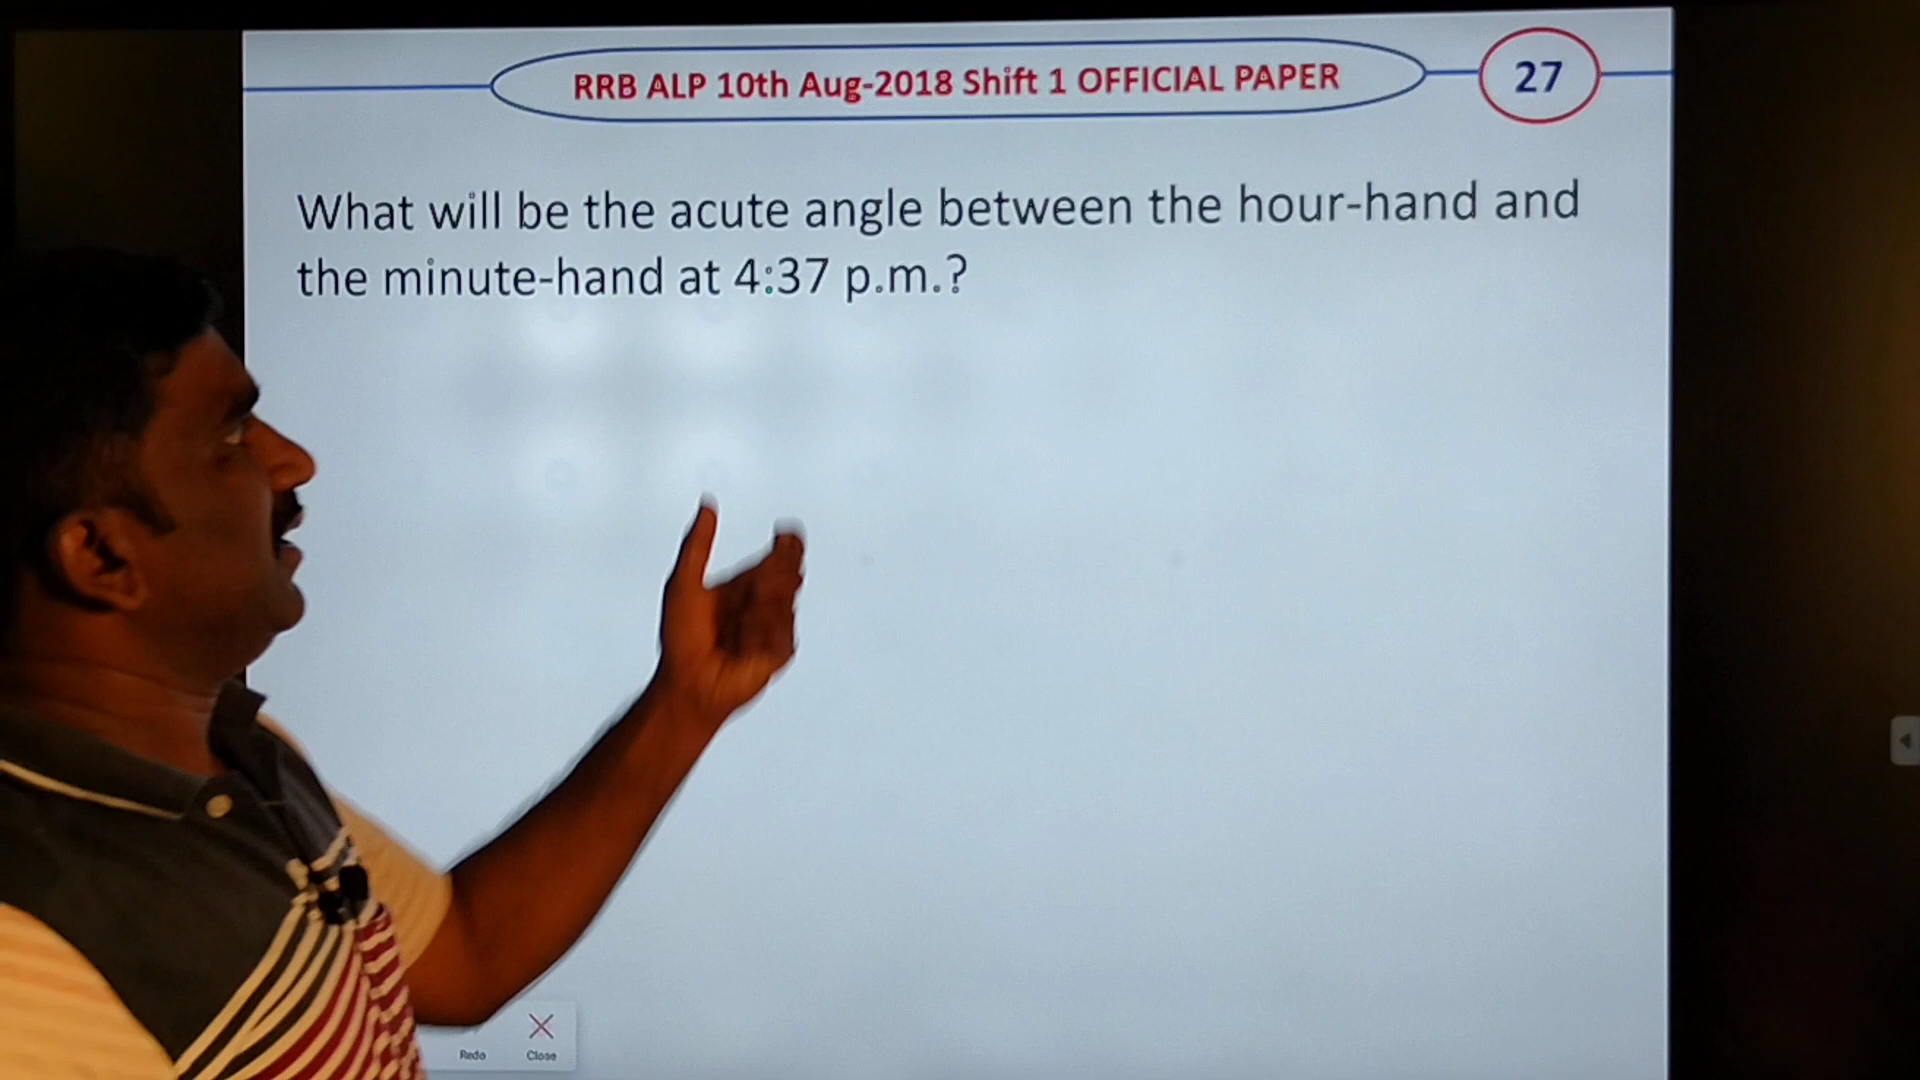 RRB ALP 10th Aug-2018 Shift 1 OFFICIAL PAPER
27
What will be the acute angle between the hour-hand and
the minute-hand at 4:37 p.m.?
Redo
Close